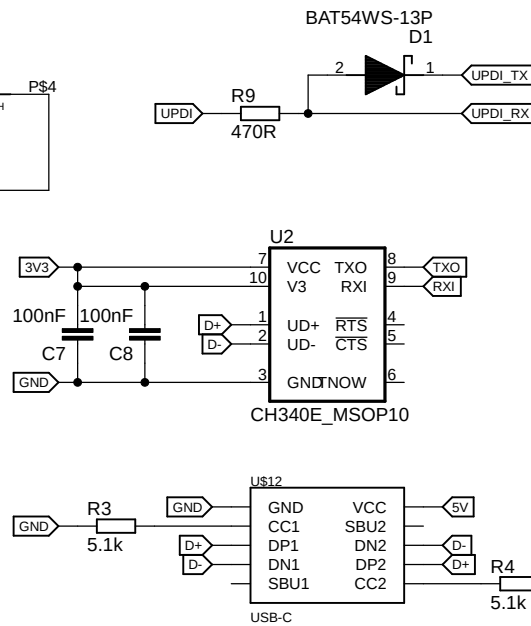 BAT54WS-13P
D1
P$4
H
2
1
UPDI_TX
R9
UPDI
UPDI_RX
470R
U2
3V3
7
VCC
TXO
8
TXO
10
V3
RXI
9
RXI
100nF
100nF
D+
1
UD+
RTS
4
D-
2
UD-
CTS
5
C7
C8
GND
3
GND
TNOW
6
CH340E_MSOP10
U$12
R3
GND
GND
VCC
5V
GND
CC1
SBU2
5.1k
D+
DP1
DN2
D-
D-
DN1
DP2
D+
R4
SBU1
CC2
5.1k
USB-C